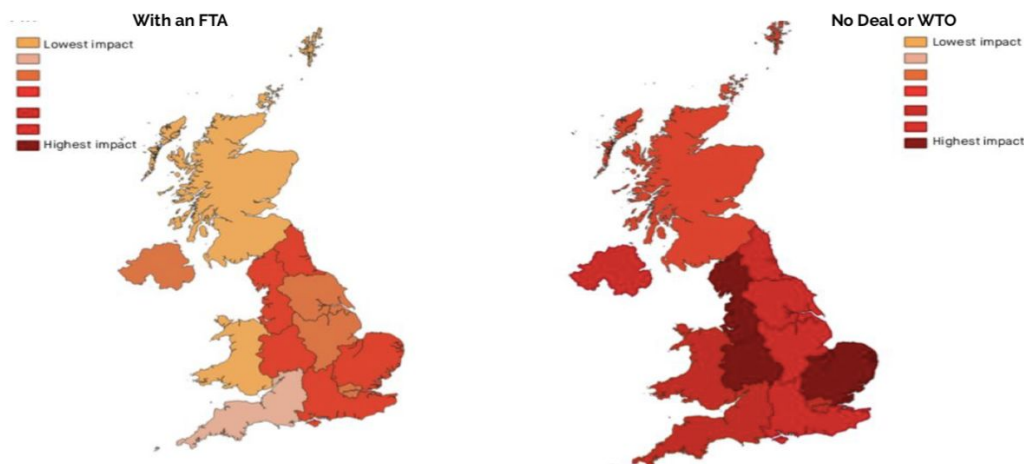 With an FTA
Lowest impact
Highest impact
No Deal or WTO
Lowest impact
Highest impact